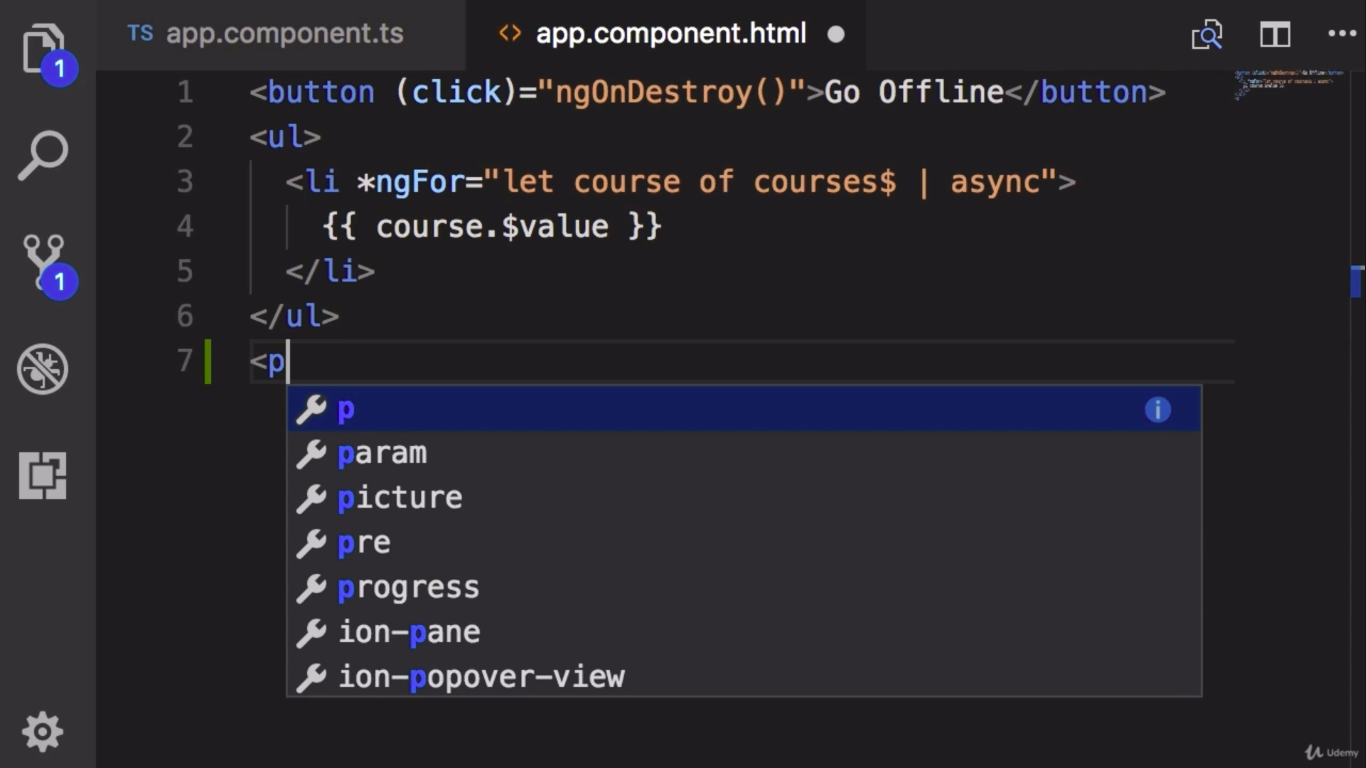 TS app.component.ts <> app.component.html
1
1 <button (click)="ngOnDestroy()">Go Offline</button>
2 <ul>
3 <li *ngFor="let course of courses$ | async">
4 {{ course.$value }}
1
5 </li>
6 </ul>
7 <p
p
param
picture
pre
progress
ion-pane
ion-popover-view
Udemy